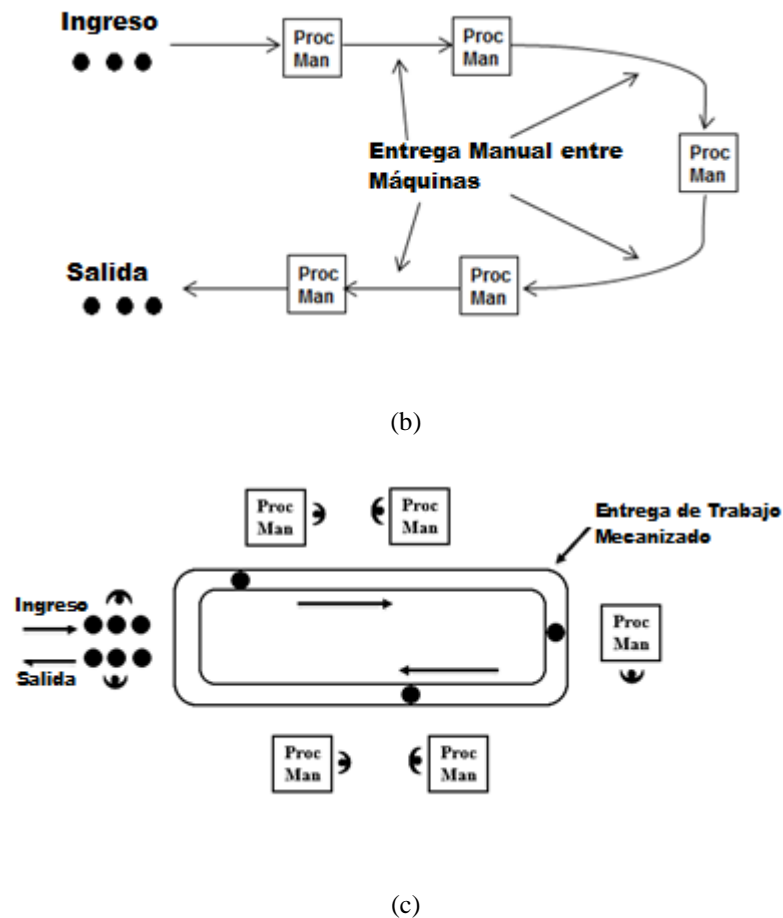 Ingreso
Proc
Man
Proc
Man
Proc
Man
Entrega Manual entre
Máquinas
Salida
Proc
Man
Proc
Man
(b)
Proc
Man
Proc
Man
Entrega de Trabajo
Mecanizado
Ingreso
Salida
Proc
Man
Proc
Man
Proc
Man
(c)